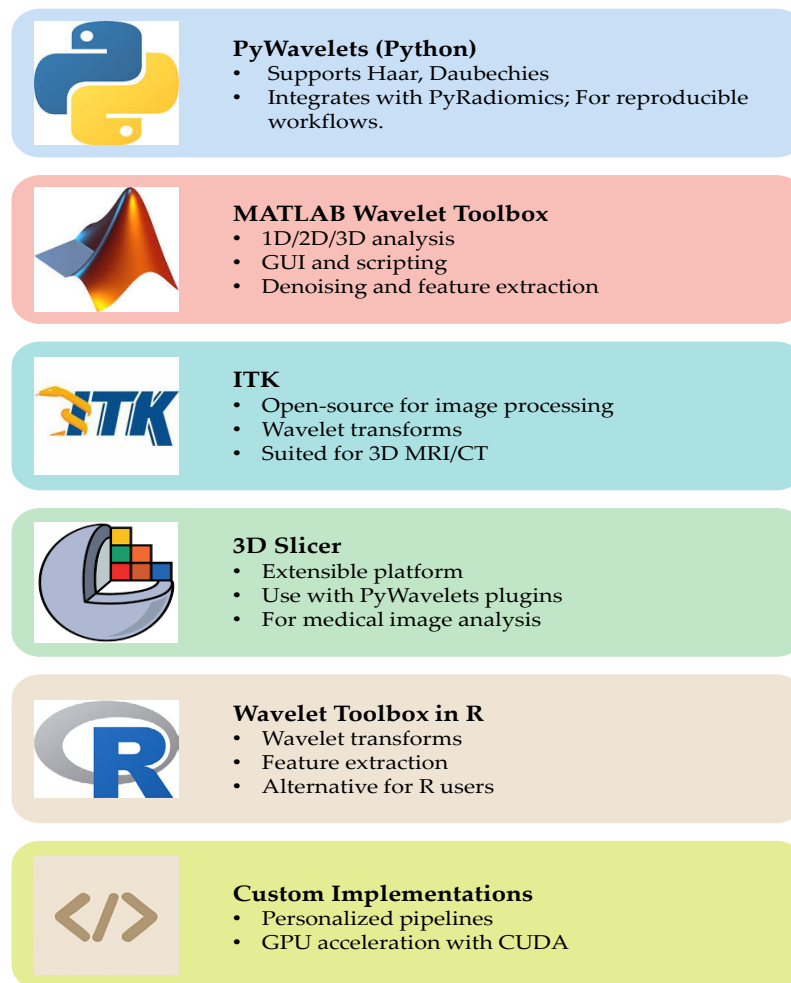 PyWavelets (Python)
• Supports Haar, Daubechies
• Integrates with PyRadiomics; For reproducible
workflows.
MATLAB Wavelet Toolbox
• 1D/2D/3D analysis
• GUI and scripting
• Denoising and feature extraction
ITK
ITK
• Open-source for image processing
• Wavelet transforms
• Suited for 3D MRI/CT
3D Slicer
• Extensible platform
• Use with PyWavelets plugins
• For medical image analysis
R
Wavelet Toolbox in R
• Wavelet transforms
• Feature extraction
• Alternative for R users
</>
Custom Implementations
• Personalized pipelines
• GPU acceleration with CUDA